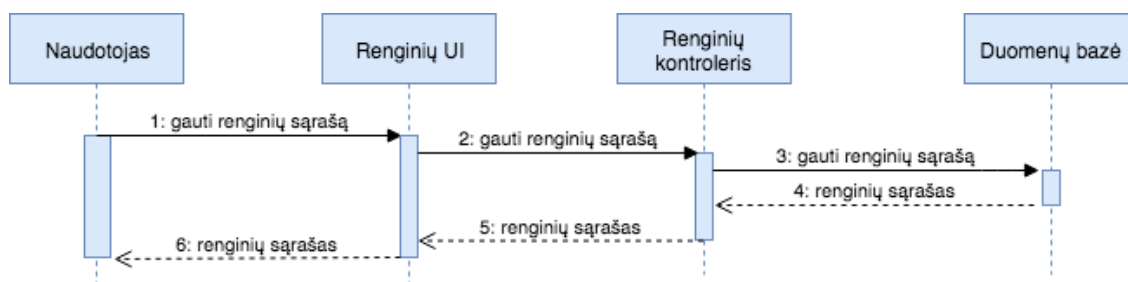 Naudotojas
Renginių UI
Renginių
kontroleris
Duomenų bazė
1: gauti renginių sąrašą
2: gauti renginių sąrašą
3: gauti renginių sąrašą
4: renginių sąrašas
5: renginių sąrašas
6: renginių sąrašas